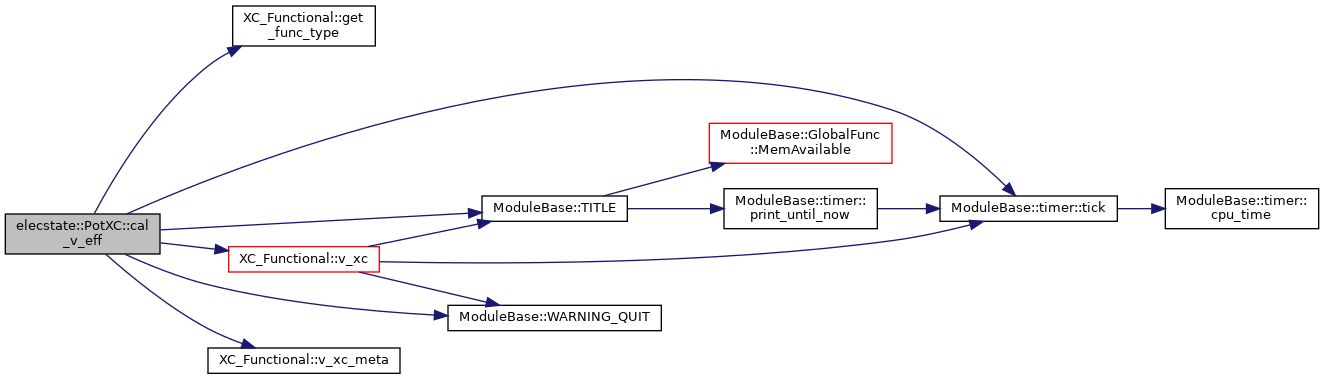 XC_Functional::get
_func_type
ModuleBase::GlobalFunc
::MemAvailable
ModuleBase::TITLE
ModuleBase::timer::
print_until_now
ModuleBase::timer::tick
ModuleBase::timer::
cpu_time
elecstate::PotXC::cal
_v_eff
XC_Functional::v_xc
ModuleBase::WARNING_QUIT
XC_Functional::v_xc_meta